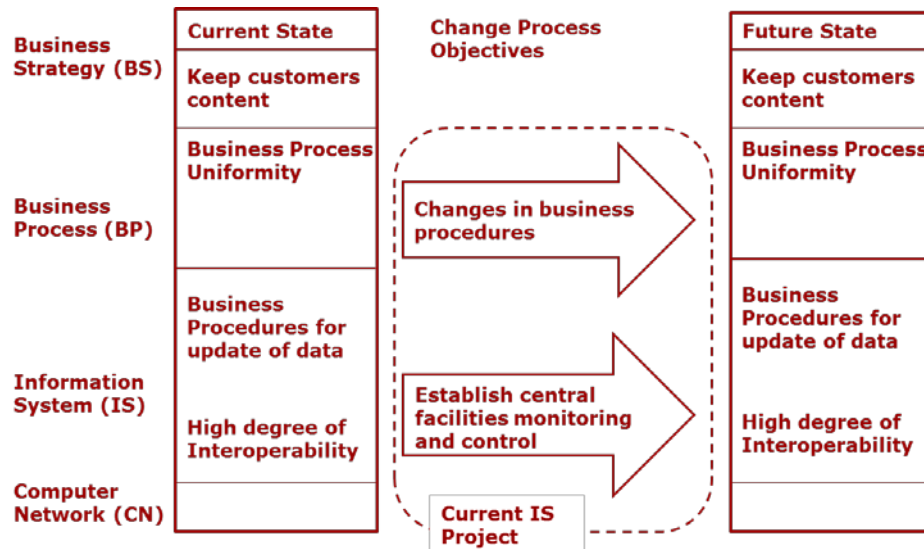 Business
Strategy (BS)
Current State
Change Process
Objectives
Future State
Keep customers
content
Keep customers
content
Business Process
Uniformity
Business Process
Uniformity
Business
Process (BP)
Changes in business
procedures
Business
Procedures for
update of data
Business
Procedures for
update of data
Information
System (IS)
Establish central
facilities monitoring
and control
High degree of
Interoperability
High degree of
Interoperability
Computer
Network (CN)
Current IS
Project